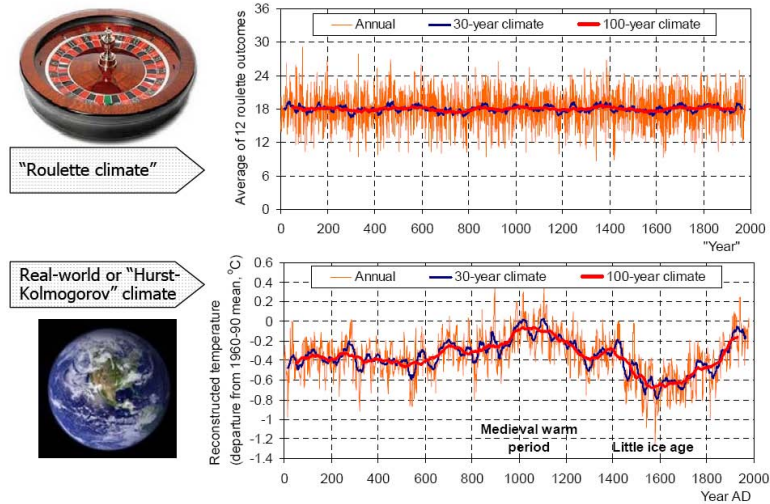 Annual 30-year climate 100-year climate
Average of 12 roulette outcomes
36
30
24
18
12
6
0
0 200 400 600 800 1000 1200 1400 1600 1800 2000
"Year"
“Roulette climate”
Real-world or “Hurst-
Kolmogorov” climate
Annual 30-year climate 100-year climate
Reconstructed temperature
(departure from 1960-90 mean, °C)
0.6
0.4
0.2
0
-0.2
-0.4
-0.6
-0.8
-1
-1.2
-1.4
Medieval warm
period
Little ice age
0 200 400 600 800 1000 1200 1400 1600 1800 2000
Year AD